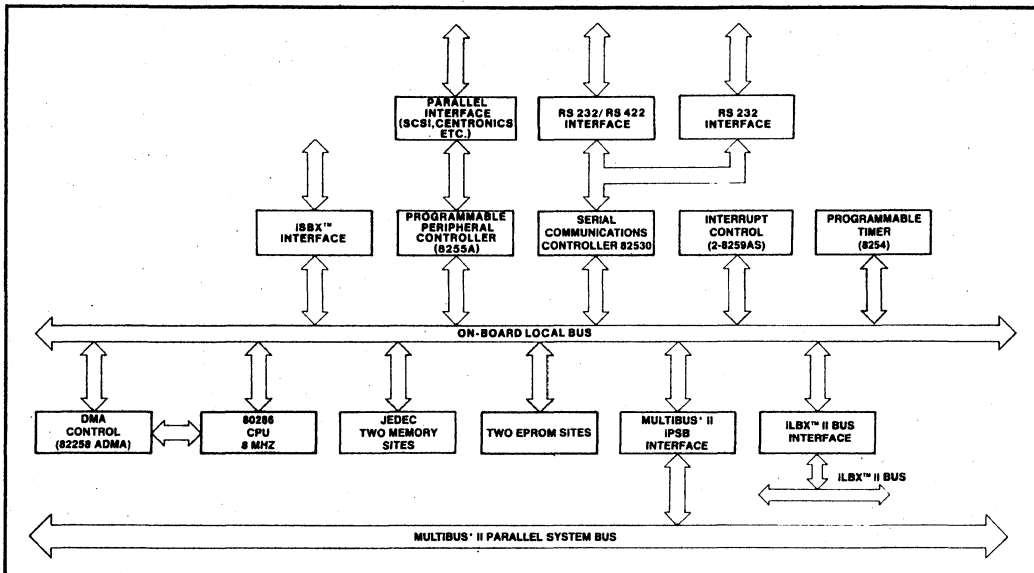 PARALLEL
INTERFACE
(SCSI, CENTRONICS
ETC.)
RS 232/ RS 422
INTERFACE
RS 232
INTERFACE
iSBX™
INTERFACE
PROGRAMMABLE
PERIPHERAL
CONTROLLER
(8255A)
SERIAL
COMMUNICATIONS
CONTROLLER 82530
INTERRUPT
CONTROL
(2-8259AS)
PROGRAMMABLE
TIMER
(8254)
ON-BOARD LOCAL BUS
DMA
CONTROL
(82258 ADMA)
80286
CPU
8 MHZ
JEDEC
TWO MEMORY
SITES
TWO EPROM SITES
MULTIBUS* II
iPSB
INTERFACE
iLBX™ II BUS
INTERFACE
iLBX™ II BUS
MULTIBUS* II PARALLEL SYSTEM BUS